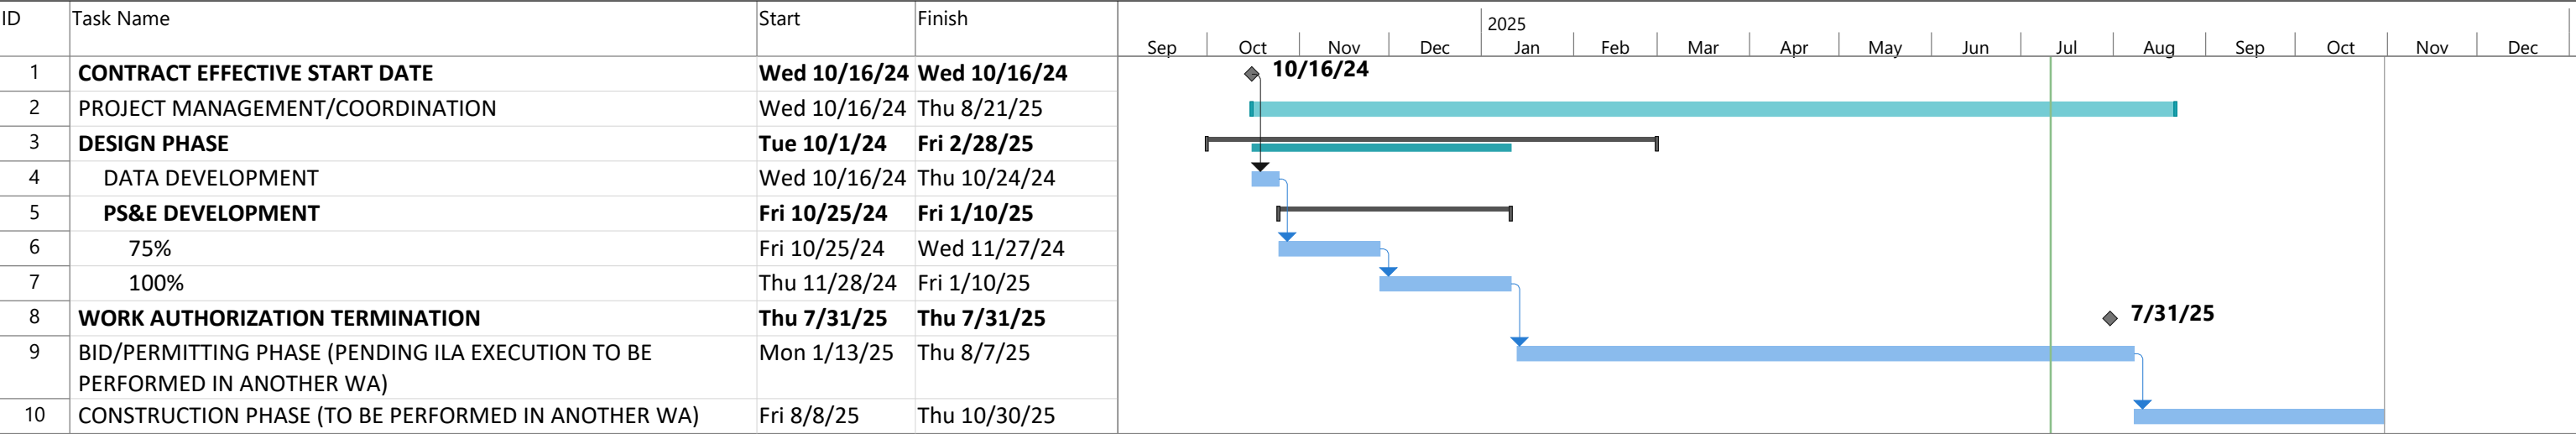 ID Task Name Start Finish
2025
Sep Oct Nov Dec Jan Feb Mar Apr May Jun Jul Aug Sep Oct Nov Dec
1 CONTRACT EFFECTIVE START DATE Wed 10/16/24 Wed 10/16/24 10/16/24
2 PROJECT MANAGEMENT/COORDINATION Wed 10/16/24 Thu 8/21/25
3 DESIGN PHASE Tue 10/1/24 Fri 2/28/25
4 DATA DEVELOPMENT Wed 10/16/24 Thu 10/24/24
5 PS&E DEVELOPMENT Fri 10/25/24 Fri 1/10/25
6 75% Fri 10/25/24 Wed 11/27/24
7 100% Thu 11/28/24 Fri 1/10/25
8 WORK AUTHORIZATION TERMINATION Thu 7/31/25 Thu 7/31/25 7/31/25
9 BID/PERMITTING PHASE (PENDING ILA EXECUTION TO BE Mon 1/13/25 Thu 8/7/25
PERFORMED IN ANOTHER WA)
10 CONSTRUCTION PHASE (TO BE PERFORMED IN ANOTHER WA) Fri 8/8/25 Thu 10/30/25